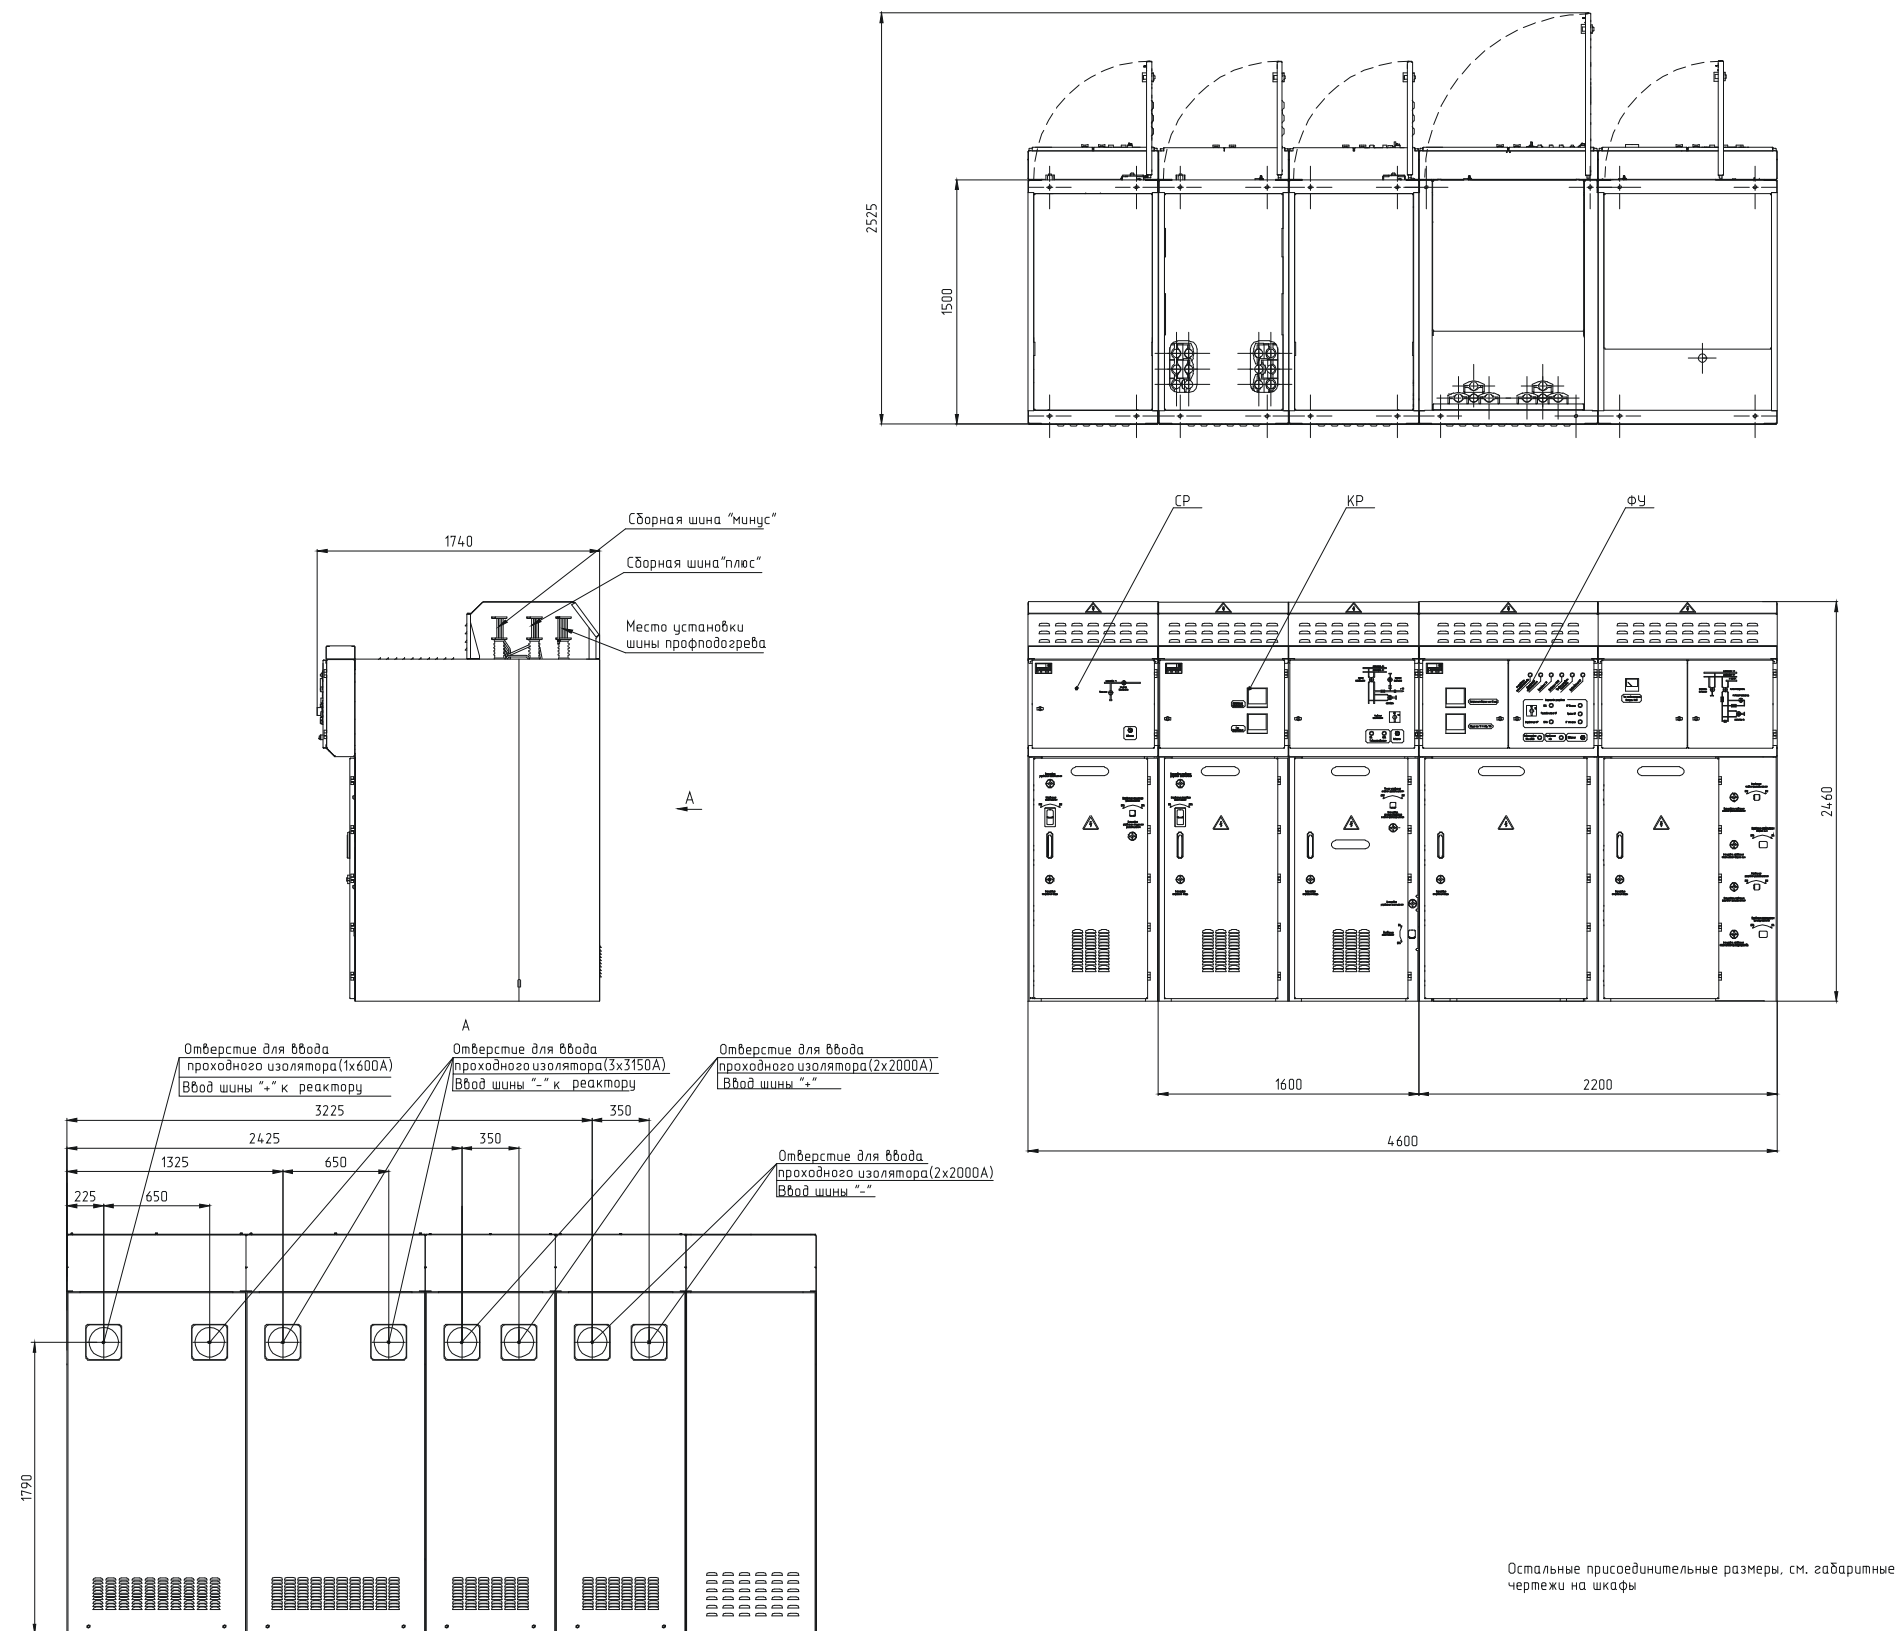 2525
1500
СР
КР
ФУ
Сборная шина "минус"
1740
Сборная шина"плюс"
Место установки
шины профподогрева
А
2460
А
Отверстие для ввода
проходного изолятора(1х600А)
Ввод шины "+" к реактору
Отверстие для ввода
проходного изолятора(3х3150А)
Ввод шины "-" к реактору
Отверстие для ввода
проходного изолятора(2х2000А)
Ввод шины "+"
1600
2200
3225
350
2425
350
4600
1325
650
Отверстие для ввода
проходного изолятора(2х2000А)
Ввод шины "-"
225
650
1790
Остальные присоединительные размеры, см. габаритные
чертежи на шкафы